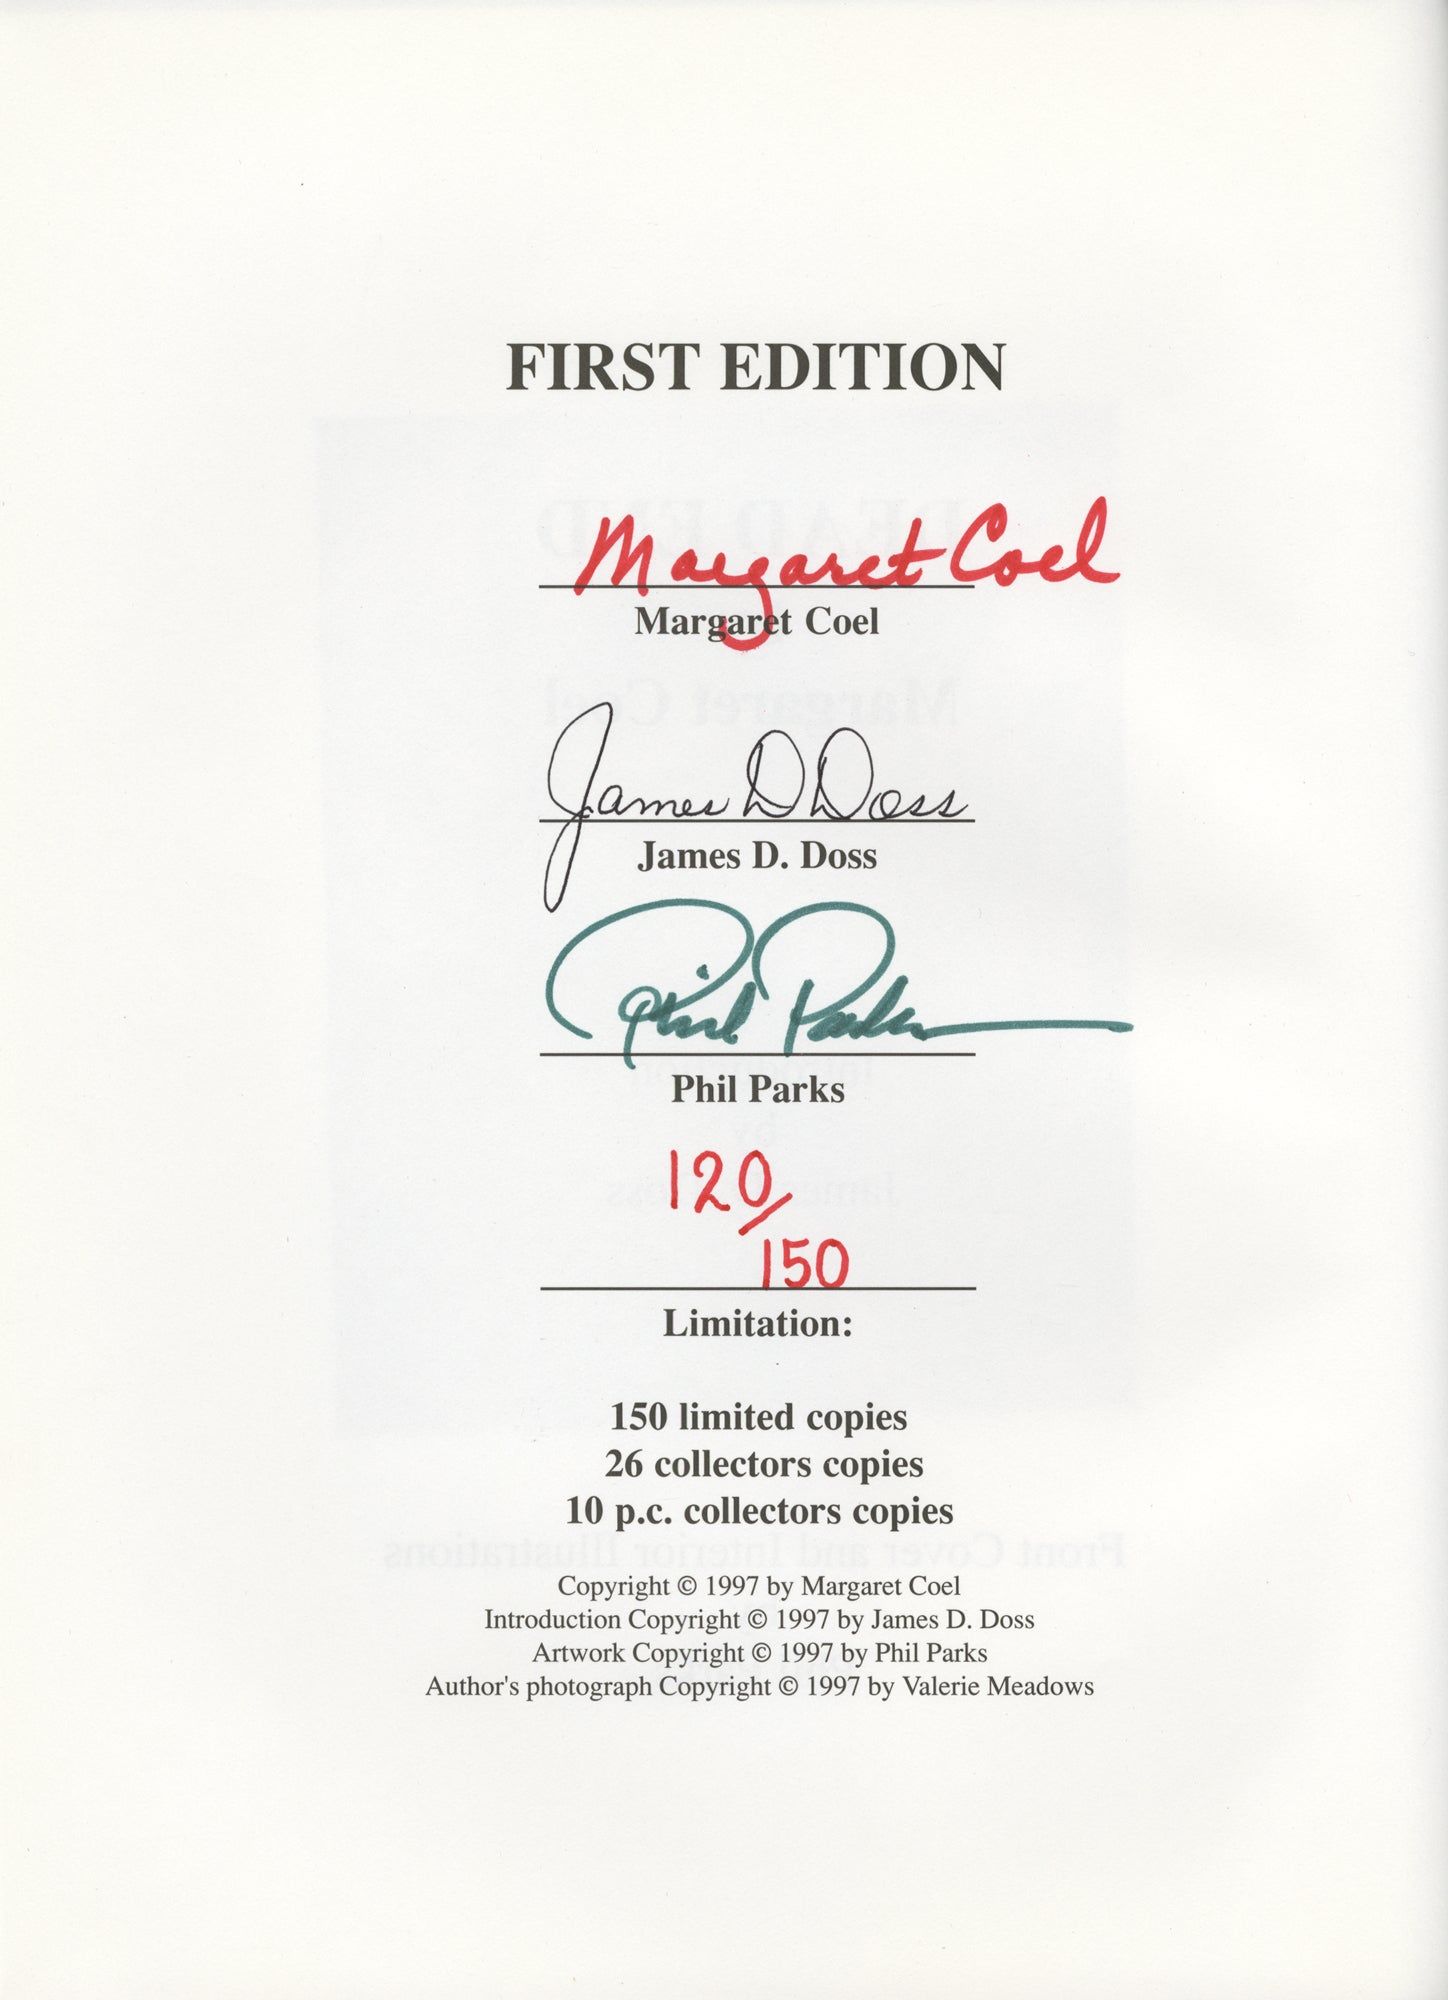 FIRST EDITION
Margaret Coel
Margaret Coel
James D Doss
James D. Doss
Phil Parks
Phil Parks
120/
150
Limitation:
150 limited copies
26 collectors copies
10 p.c. collectors copies
Copyright © 1997 by Margaret Coel
Introduction Copyright © 1997 by James D. Doss
Artwork Copyright © 1997 by Phil Parks
Author's photograph Copyright © 1997 by Valerie Meadows